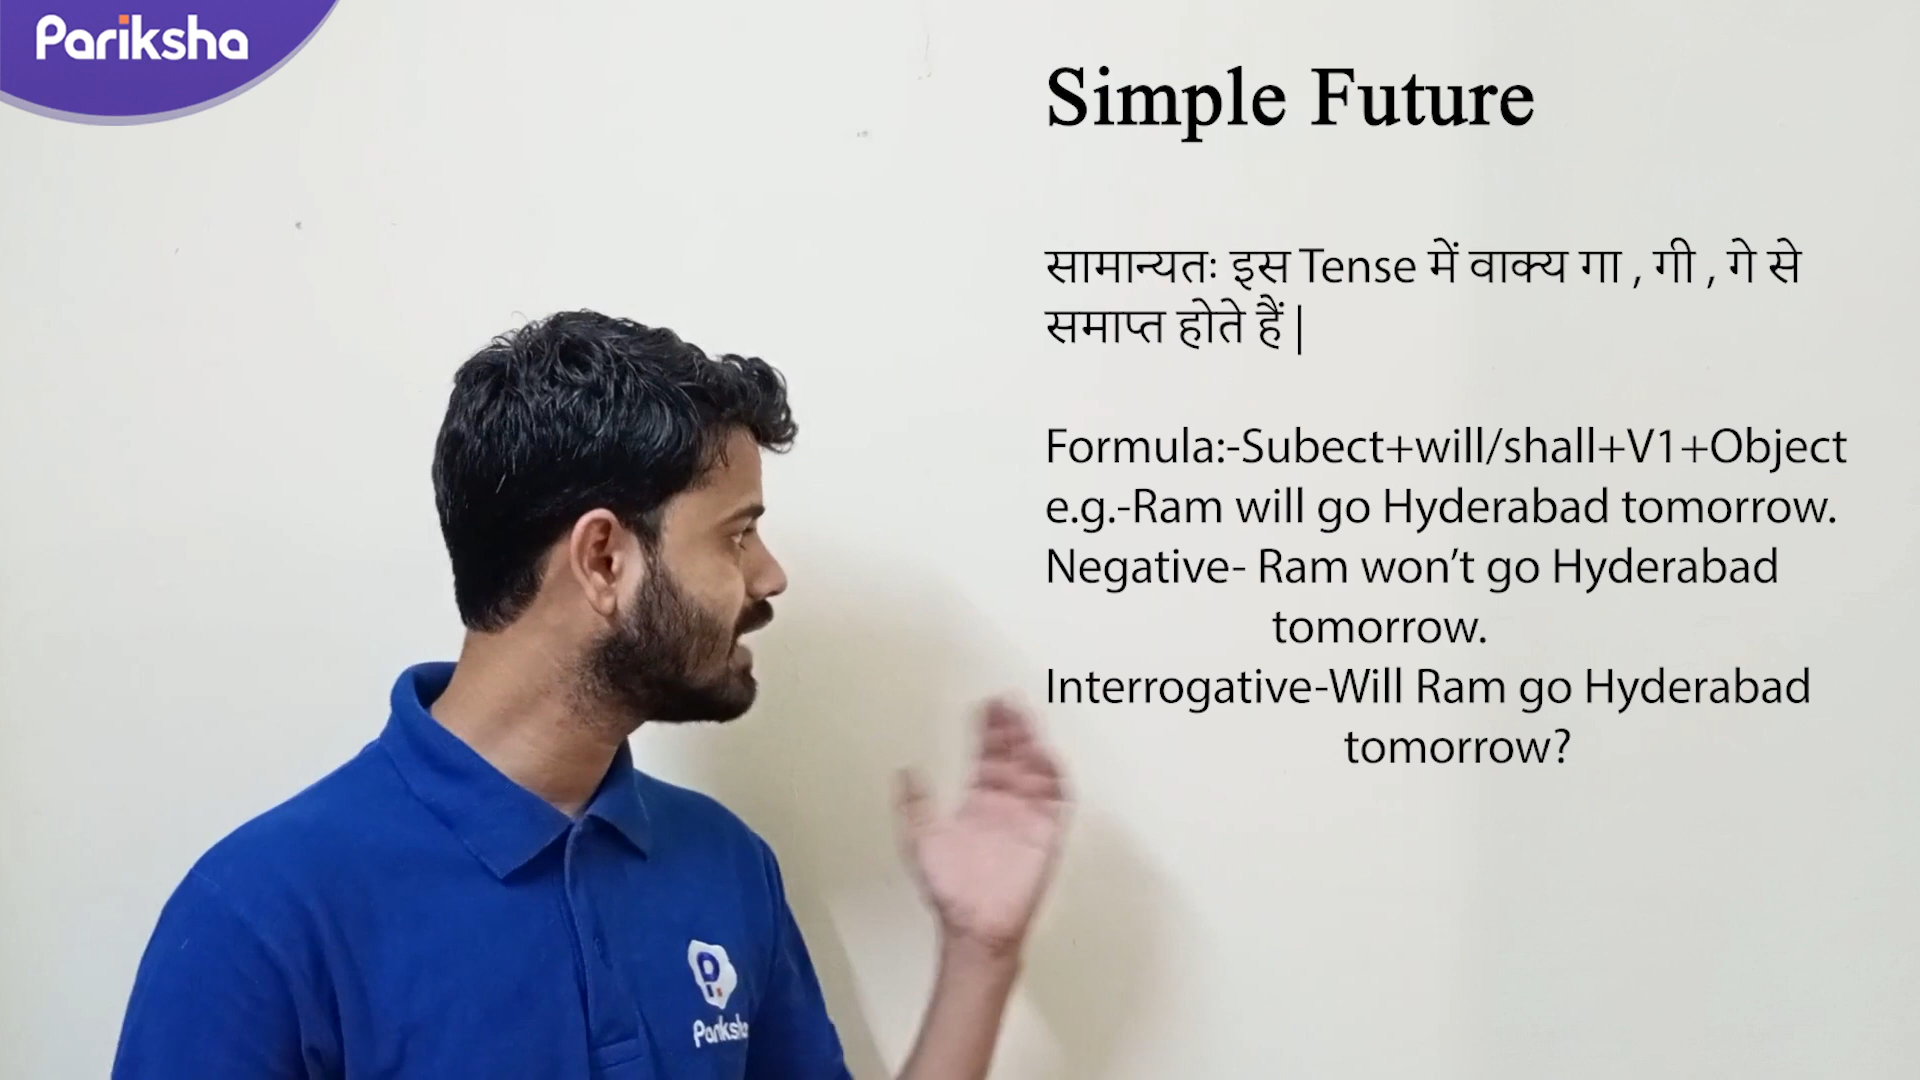 Pariksha
Simple Future
सामान्यतः इस Tense में वाक्य गा , गी , गे से
समाप्त होते हैं |
Formula:-Subect+will/shall+V1+Object
e.g.-Ram will go Hyderabad tomorrow.
Negative- Ram won’t go Hyderabad
tomorrow.
Interrogative-Will Ram go Hyderabad
tomorrow?
Pariksha